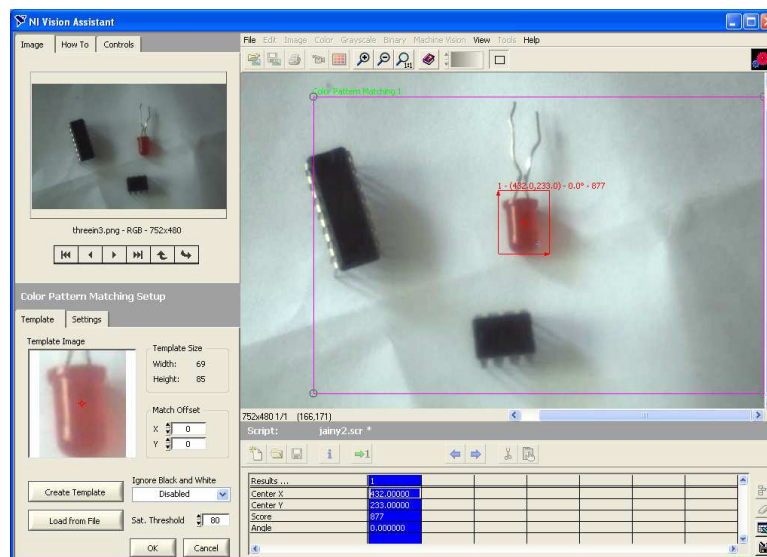 NI Vision Assistant
Image How To Controls
threein3.png - RGB - 752x480
Color Pattern Matching Setup
Template Settings
Template Image
Template Size
Width: 69
Height: 85
Match Offset
X 0
Y 0
Create Template
Ignore Black and White
Disabled
Load from File
Sat. Threshold 80
OK Cancel
File Edit Image Color Grayscale Binary Machine Vision View Tools Help
1:1
Color Pattern Matching 1
1 - (432.0,233.0) - 0.0° - 877
752x480 1/1 (166,171)
Script: jainy2.scr *
Results ... 1
Center X 432.00000
Center Y 233.00000
Score 877
Angle 0.000000